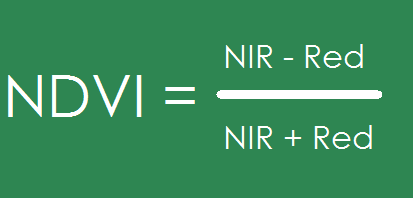 NIR - Red
NDVI =
NIR + Red